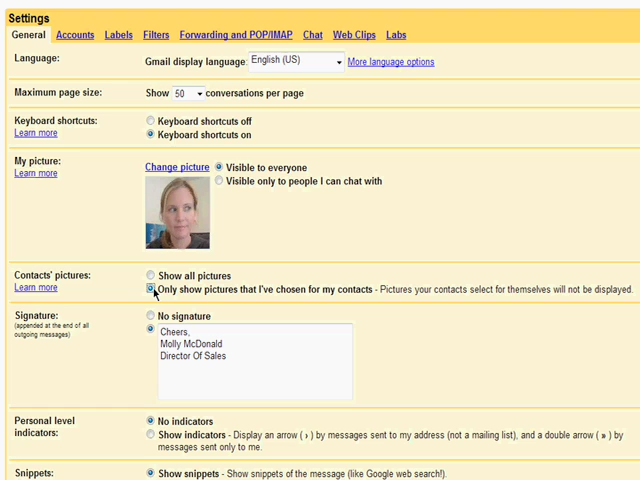 Settings
General Accounts Labels Filters Forwarding and POP/IMAP Chat Web Clips Labs
Language: Gmail display language: English (US) More language options
Maximum page size: Show 50 conversations per page
Keyboard shortcuts: Keyboard shortcuts off
Learn more Keyboard shortcuts on
My picture: Change picture Visible to everyone
Learn more Visible only to people I can chat with
Contacts' pictures: Show all pictures
Learn more Only show pictures that I've chosen for my contacts - Pictures your contacts select for themselves will not be displayed.
Signature: No signature
(appended at the end of all
outgoing messages)
Cheers,
Molly McDonald
Director Of Sales
Personal level No indicators
indicators: Show indicators - Display an arrow ( › ) by messages sent to my address (not a mailing list), and a double arrow ( » ) by
messages sent only to me.
Snippets: Show snippets - Show snippets of the message (like Google web search!).